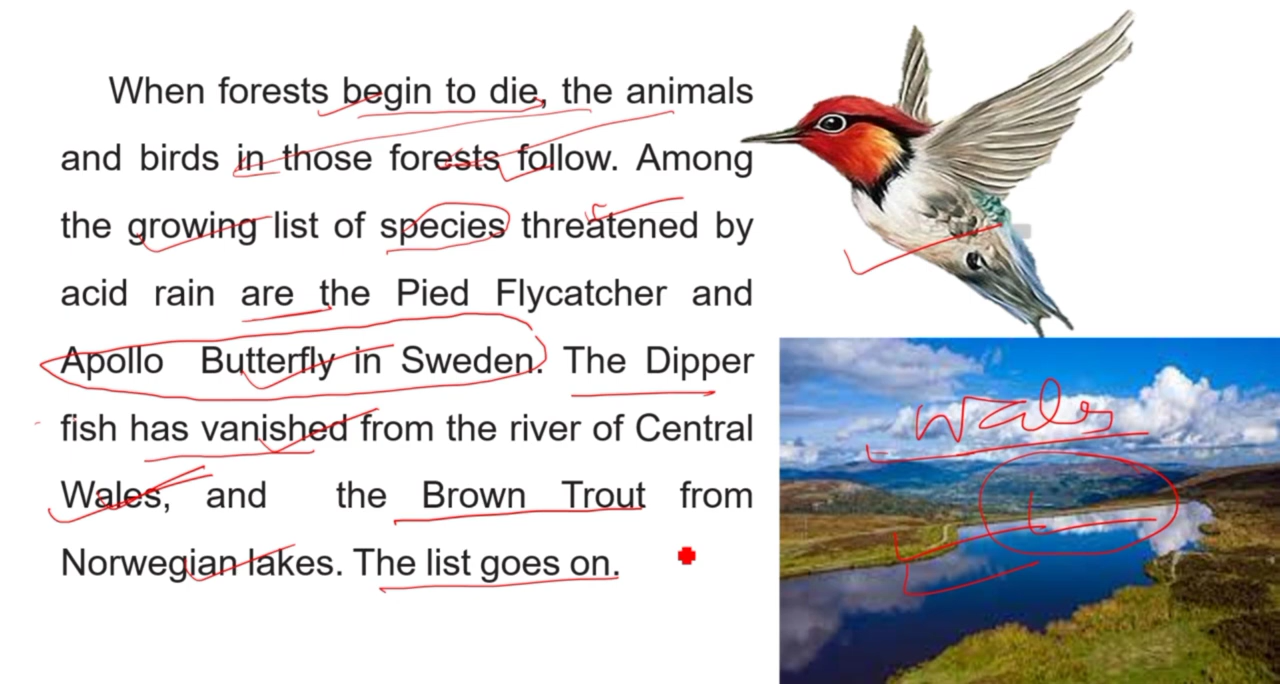 When forests begin to die, the animals
and birds in those forests follow. Among
the growing list of species threatened by
acid rain are the Pied Flycatcher and
Apollo Butterfly in Sweden. The Dipper
fish has vanished from the river of Central
Wales, and the Brown Trout from
Norwegian lakes. The list goes on.
Wales